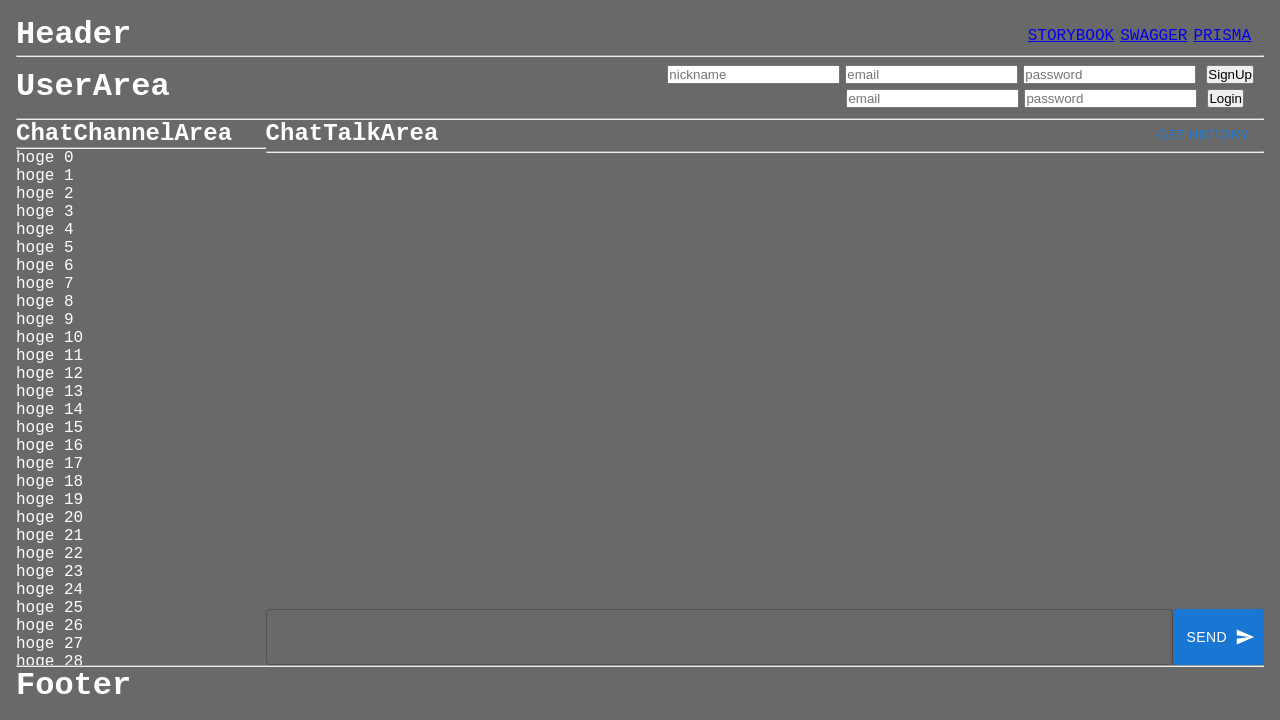 Header STORYBOOK SWAGGER PRISMA
UserArea nickname email password SignUp
email password Login
ChatChannelArea ChatTalkArea GET HISTORY
hoge 0
hoge 1
hoge 2
hoge 3
hoge 4
hoge 5
hoge 6
hoge 7
hoge 8
hoge 9
hoge 10
hoge 11
hoge 12
hoge 13
hoge 14
hoge 15
hoge 16
hoge 17
hoge 18
hoge 19
hoge 20
hoge 21
hoge 22
hoge 23
hoge 24
hoge 25
hoge 26
hoge 27
hoge 28
SEND
Footer